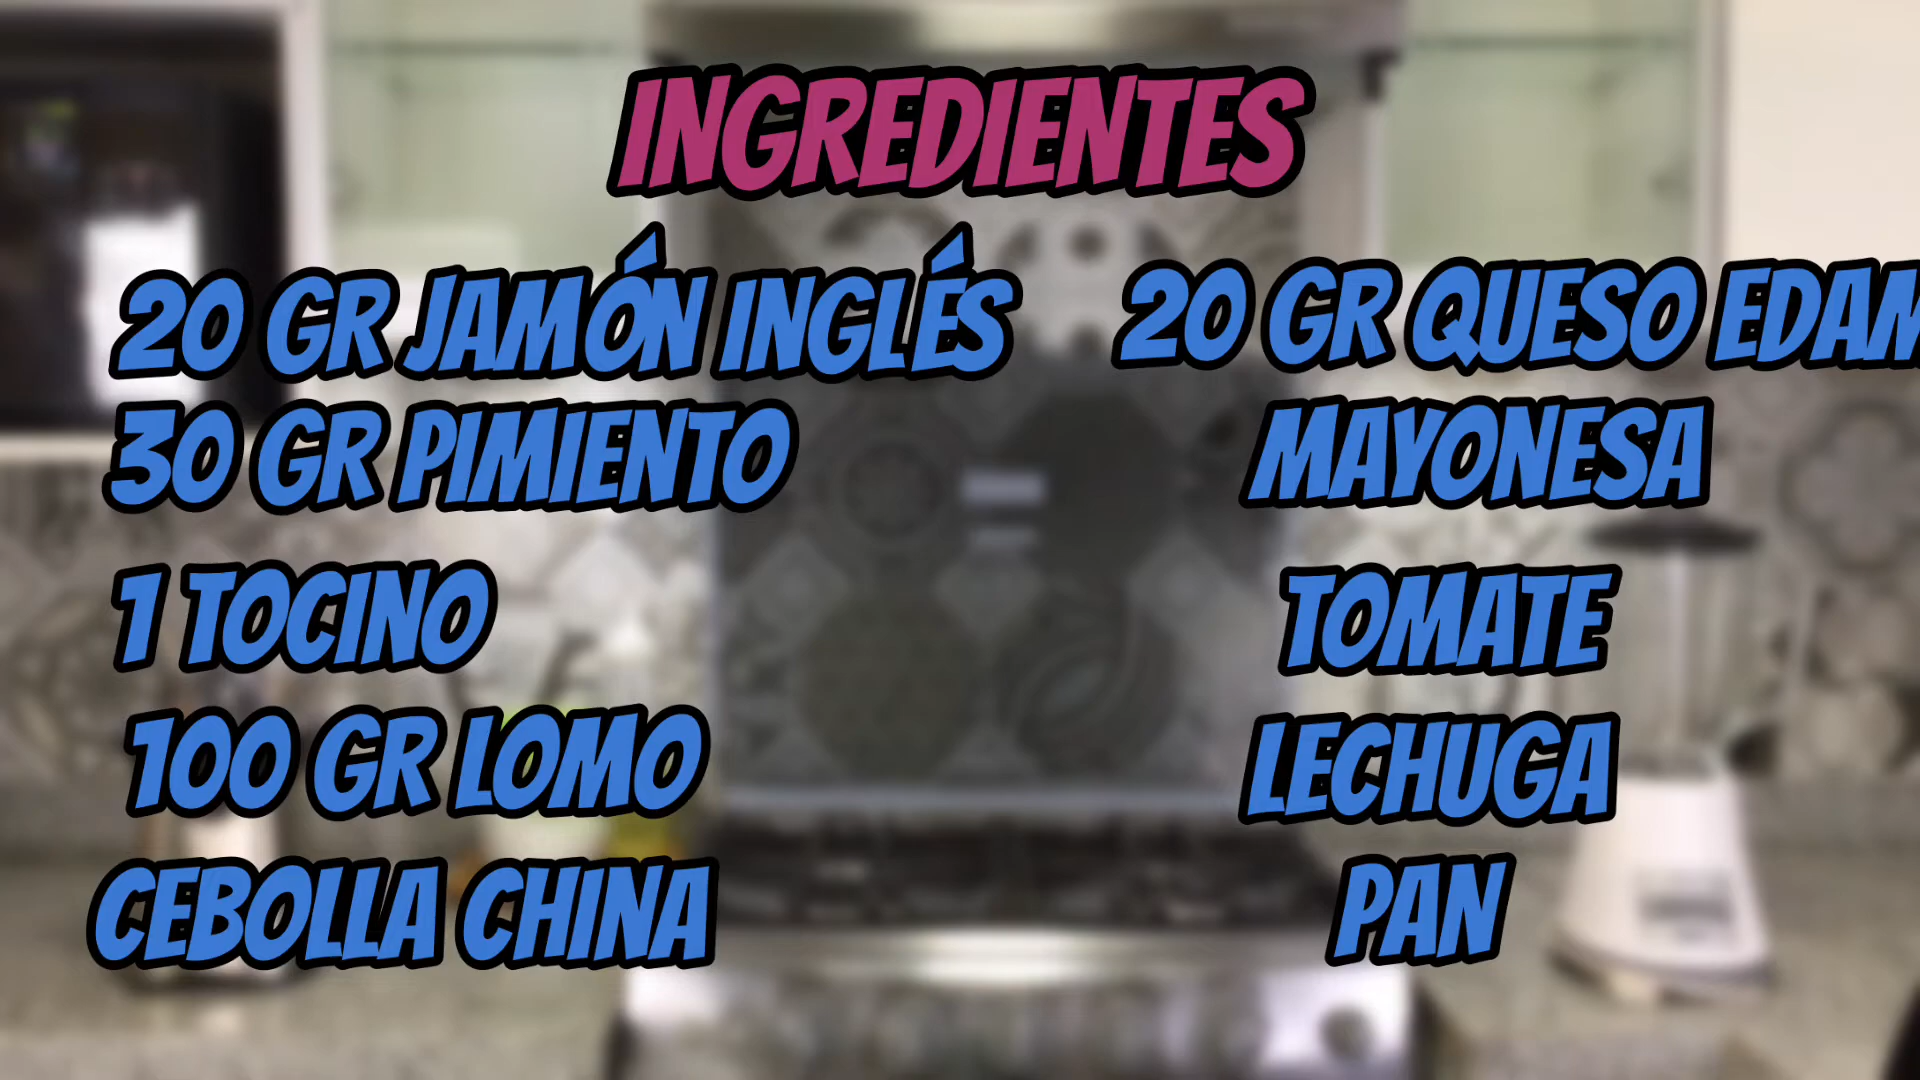 INGREDIENTES
20 GR JAMÓN INGLÉS
30 GR PIMIENTO
1 TOCINO
100 GR LOMO
CEBOLLA CHINA
20 GR QUESO EDAM
MAYONESA
TOMATE
LECHUGA
PAN